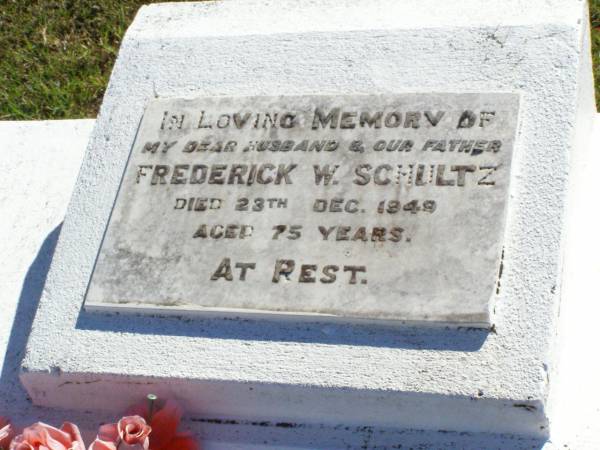 IN LOVING MEMORY OF
MY DEAR HUSBAND & OUR FATHER
FREDERICK W. SCHULTZ
DIED 23TH DEC. 1949
AGED 75 YEARS.
AT REST.